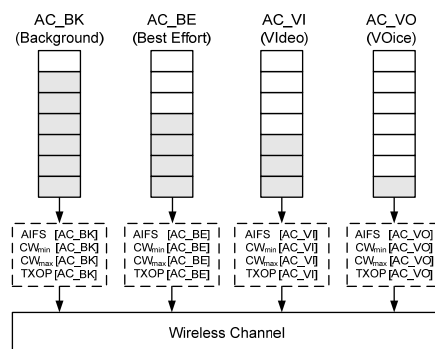 AC_BK
(Background)
AC_BE
(Best Effort)
AC_VI
(VIdeo)
AC_VO
(VOice)
AIFS [AC_BK]
CWmin [AC_BK]
CWmax [AC_BK]
TXOP [AC_BK]
AIFS [AC_BE]
CWmin [AC_BE]
CWmax [AC_BE]
TXOP [AC_BE]
AIFS [AC_VI]
CWmin [AC_VI]
CWmax [AC_VI]
TXOP [AC_VI]
AIFS [AC_VO]
CWmin [AC_VO]
CWmax [AC_VO]
TXOP [AC_VO]
Wireless Channel